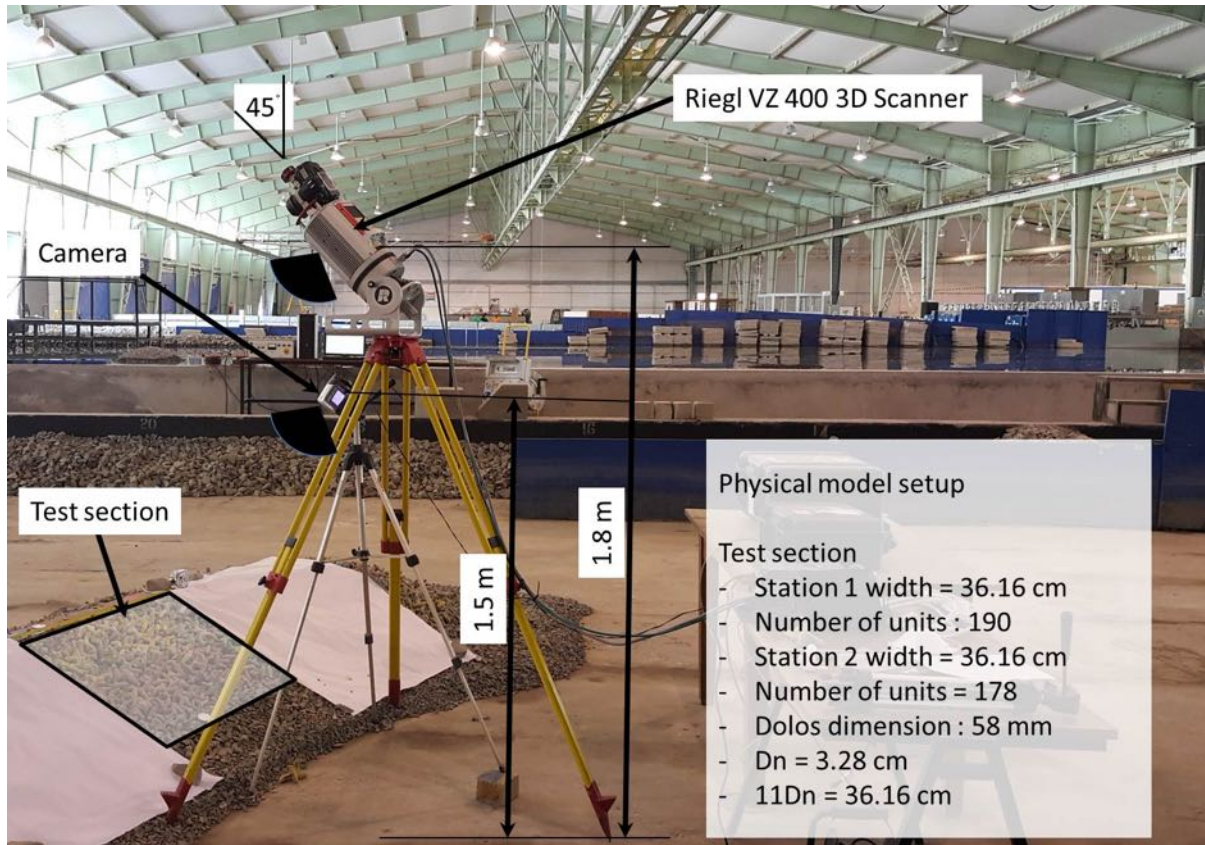 45°
Riegl VZ 400 3D Scanner
Camera
Test section
1.5 m
1.8 m
20
16
14
R
Physical model setup
Test section
- Station 1 width = 36.16 cm
- Number of units : 190
- Station 2 width = 36.16 cm
- Number of units = 178
- Dolos dimension : 58 mm
- Dn = 3.28 cm
- 11Dn = 36.16 cm